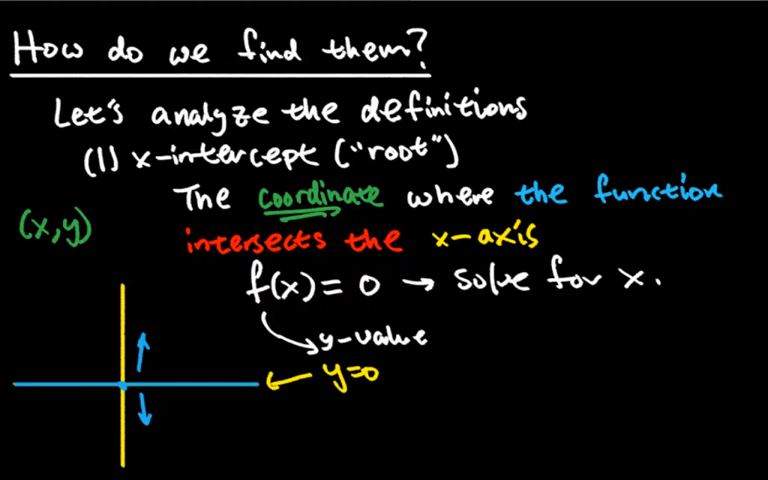 How do we find them?
Let's analyze the definitions
(1) x-intercept ("root")
The coordinate where the function
(x,y)
intersects the x-axis
f(x) = 0 → solve for x.
y-value
y=0